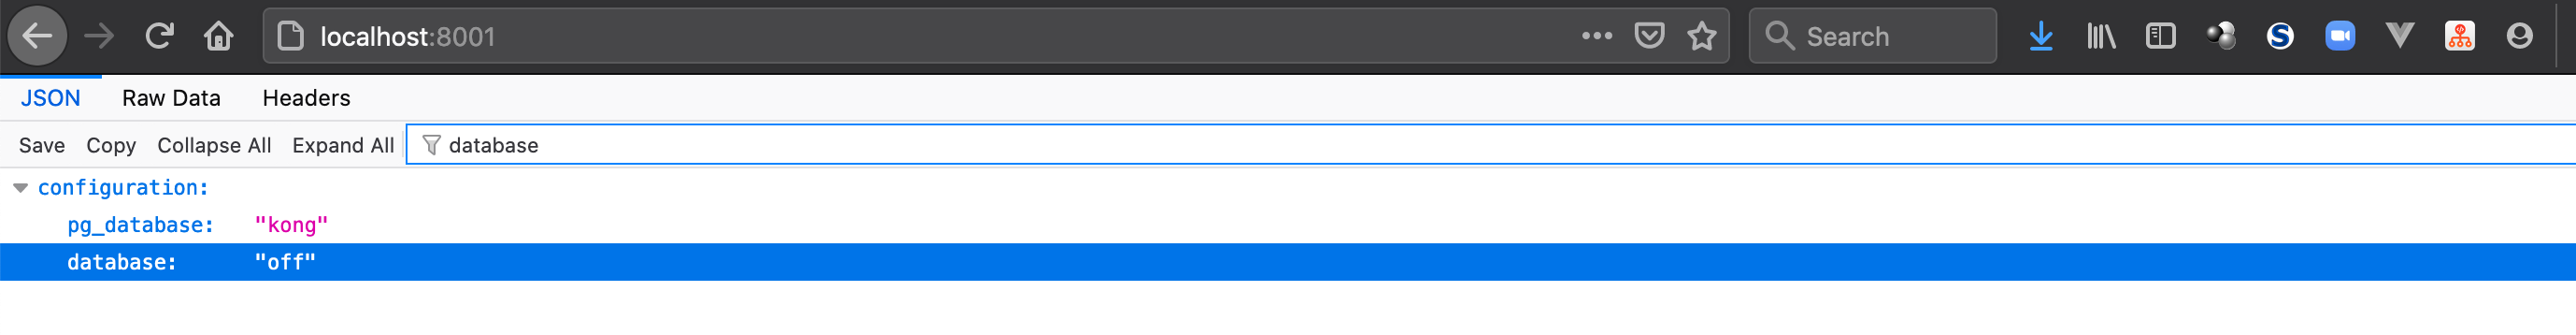 localhost:8001
Search
JSON Raw Data Headers
Save Copy Collapse All Expand All database
configuration:
pg_database: "kong"
database: "off"